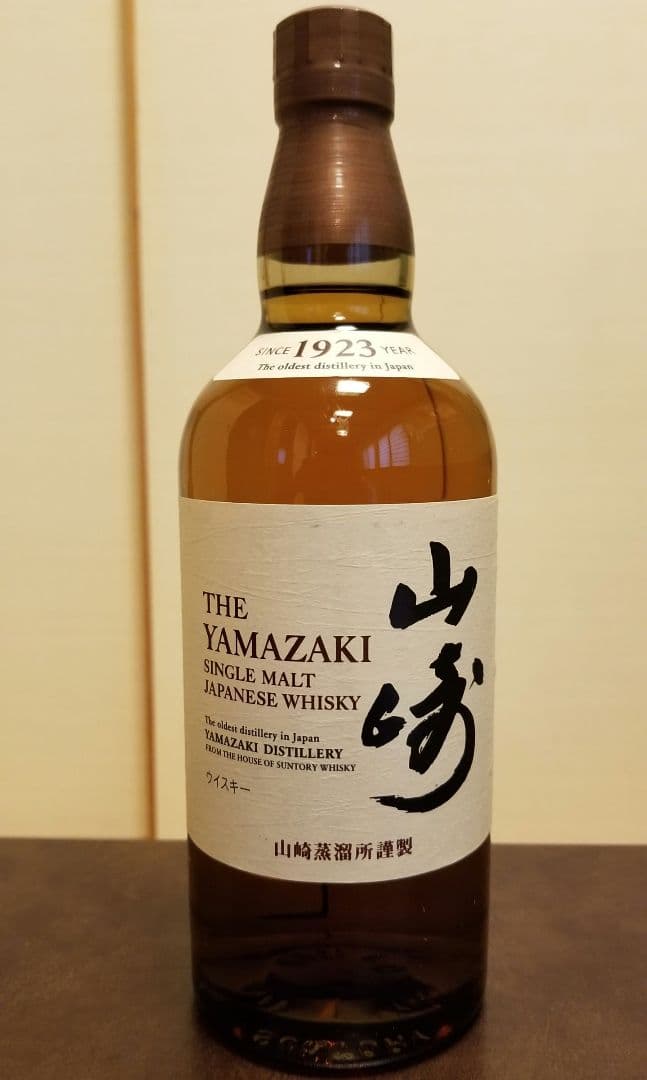 SINCE 1923 YEAR
The oldest distillery in Japan
THE
YAMAZAKI
SINGLE MALT
JAPANESE WHISKY
山崎
The oldest distillery in Japan
YAMAZAKI DISTILLERY
FROM THE HOUSE OF SUNTORY WHISKY
ウイスキー
山崎蒸溜所謹製